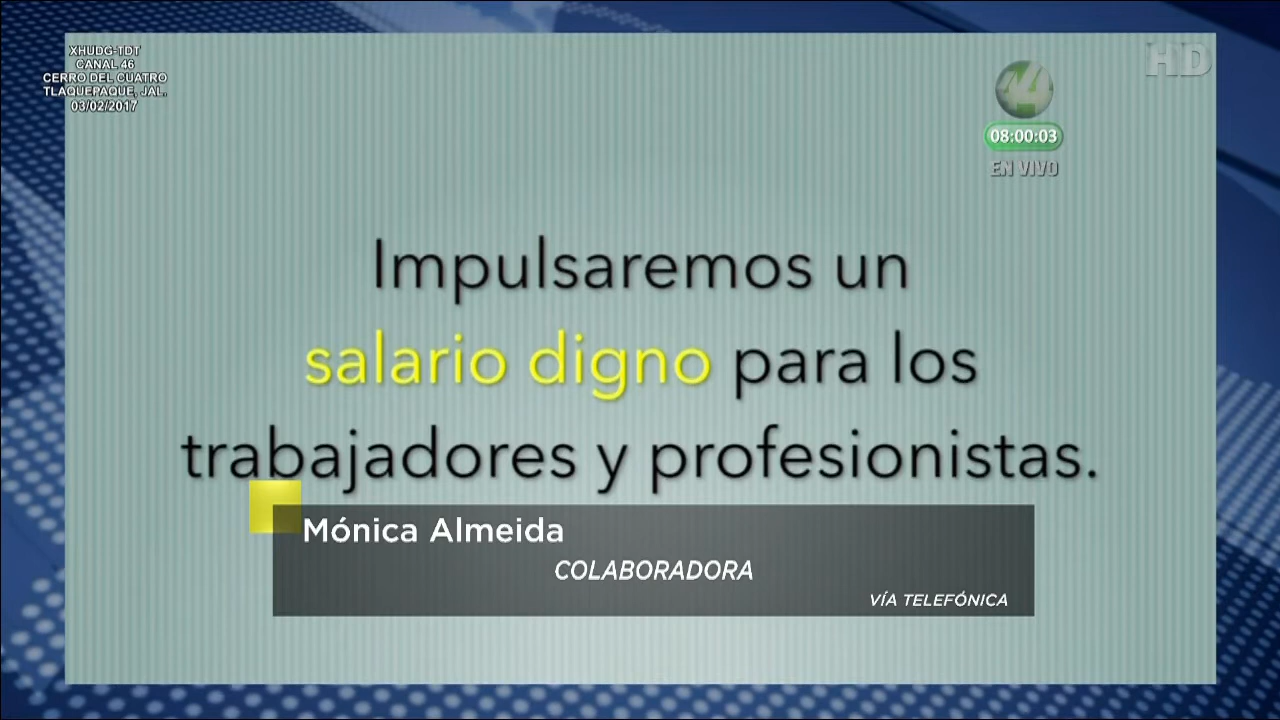 XHUDG-TDT
CANAL 46
CERRO DEL CUATRO
TLAQUEPAQUE, JAL.
03/02/2017
HD
44
08:00:03
EN VIVO
Impulsaremos un
salario digno para los
trabajadores y profesionistas.
Mónica Almeida
COLABORADORA
VÍA TELEFÓNICA